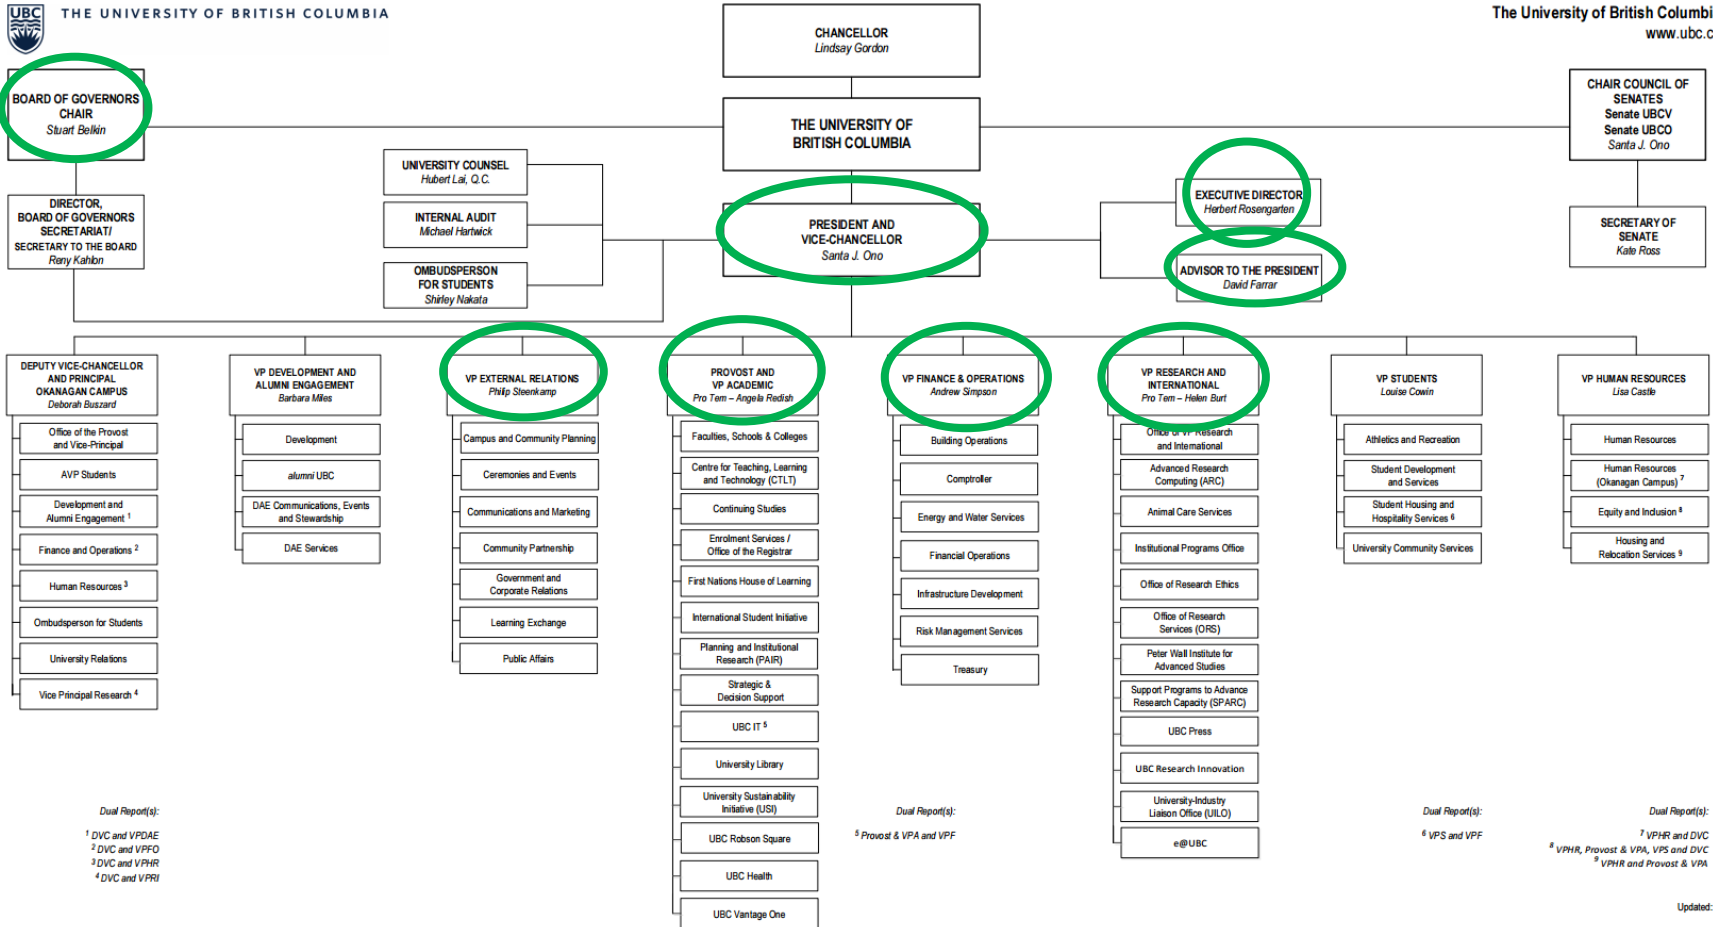 UBC
THE UNIVERSITY OF BRITISH COLUMBIA
The University of British Columbi
www.ubc.c
CHANCELLOR
Lindsay Gordon
BOARD OF GOVERNORS
CHAIR
Stuart Belkin
THE UNIVERSITY OF
BRITISH COLUMBIA
CHAIR COUNCIL OF
SENATES
Senate UBCV
Senate UBCO
Santa J. Ono
UNIVERSITY COUNSEL
Hubert Lai, Q.C.
INTERNAL AUDIT
Michael Hartwick
OMBUDSPERSON
FOR STUDENTS
Shirley Nakata
DIRECTOR,
BOARD OF GOVERNORS
SECRETARIAT/
SECRETARY TO THE BOARD
Reny Kahlon
PRESIDENT AND
VICE-CHANCELLOR
Santa J. Ono
EXECUTIVE DIRECTOR
Herbert Rosengarten
ADVISOR TO THE PRESIDENT
David Farrar
SECRETARY OF
SENATE
Kate Ross
DEPUTY VICE-CHANCELLOR
AND PRINCIPAL
OKANAGAN CAMPUS
Deborah Buszard
Office of the Provost
and Vice-Principal
AVP Students
Development and
Alumni Engagement 1
Finance and Operations 2
Human Resources 3
Ombudsperson for Students
University Relations
Vice Principal Research 4
VP DEVELOPMENT AND
ALUMNI ENGAGEMENT
Barbara Miles
Development
alumni UBC
DAE Communications, Events
and Stewardship
DAE Services
VP EXTERNAL RELATIONS
Philip Steenkamp
Campus and Community Planning
Ceremonies and Events
Communications and Marketing
Community Partnership
Government and
Corporate Relations
Learning Exchange
Public Affairs
PROVOST AND
VP ACADEMIC
Pro Tem – Angela Redish
Faculties, Schools & Colleges
Centre for Teaching, Learning
and Technology (CTLT)
Continuing Studies
Enrolment Services /
Office of the Registrar
First Nations House of Learning
International Student Initiative
Planning and Institutional
Research (PAIR)
Strategic &
Decision Support
UBC IT 5
University Library
University Sustainability
Initiative (USI)
UBC Robson Square
UBC Health
UBC Vantage One
VP FINANCE & OPERATIONS
Andrew Simpson
Building Operations
Comptroller
Energy and Water Services
Financial Operations
Infrastructure Development
Risk Management Services
Treasury
VP RESEARCH AND
INTERNATIONAL
Pro Tem – Helen Burt
Office of VP Research
and International
Advanced Research
Computing (ARC)
Animal Care Services
Institutional Programs Office
Office of Research Ethics
Office of Research
Services (ORS)
Peter Wall Institute for
Advanced Studies
Support Programs to Advance
Research Capacity (SPARC)
UBC Press
UBC Research Innovation
University-Industry
Liaison Office (UILO)
e@UBC
VP STUDENTS
Louise Cowin
Athletics and Recreation
Student Development
and Services
Student Housing and
Hospitality Services 6
University Community Services
VP HUMAN RESOURCES
Lisa Castle
Human Resources
Human Resources
(Okanagan Campus) 7
Equity and Inclusion 8
Housing and
Relocation Services 9
Dual Report(s):
1 DVC and VPDAE
2 DVC and VPFO
3 DVC and VPHR
4 DVC and VPRI
Dual Report(s):
5 Provost & VPA and VPF
Dual Report(s):
6 VPS and VPF
Dual Report(s):
7 VPHR and DVC
8 VPHR, Provost & VPA, VPS and DVC
9 VPHR and Provost & VPA
Updated: